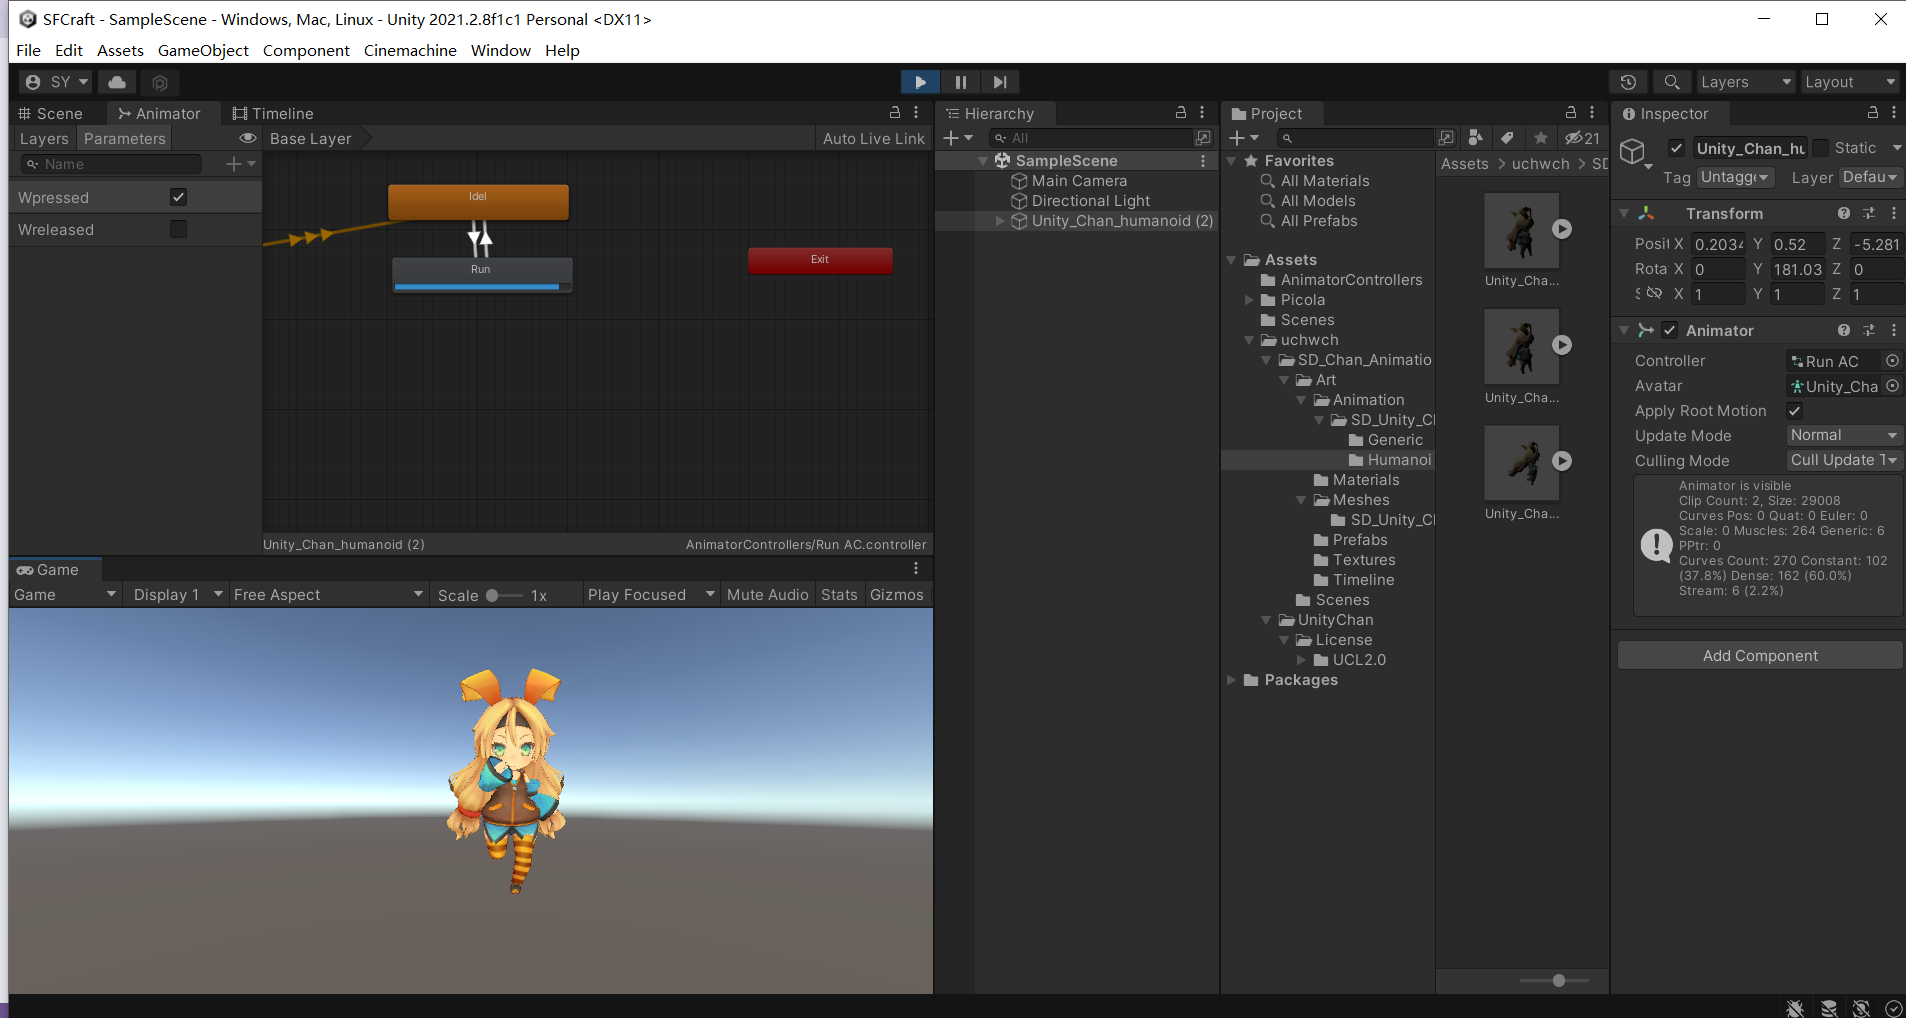 SFCraft - SampleScene - Windows, Mac, Linux - Unity 2021.2.8f1c1 Personal <DX11>
File Edit Assets GameObject Component Cinemachine Window Help
SY Layers Layout
Scene Animator Timeline
Layers Parameters Base Layer Auto Live Link
Name
Wpressed
Wreleased
Idel
Run
Exit
Unity_Chan_humanoid (2) AnimatorControllers/Run AC.controller
Game
Game Display 1 Free Aspect Scale 1x Play Focused Mute Audio Stats Gizmos
Hierarchy
All
SampleScene
Main Camera
Directional Light
Unity_Chan_humanoid (2)
Project
21
Favorites
All Materials
All Models
All Prefabs
Assets
AnimatorControllers
Picola
Scenes
uchwch
SD_Chan_Animatio
Art
Animation
SD_Unity_C
Generic
Humanoi
Materials
Meshes
SD_Unity_C
Prefabs
Textures
Timeline
Scenes
UnityChan
License
UCL2.0
Packages
Assets > uchwch > SD
Unity_Cha...
Unity_Cha...
Unity_Cha...
Inspector
Unity_Chan_hu Static
Tag Untagge Layer Defau
Transform
Posit X 0.2034 Y 0.52 Z -5.281
Rota X 0 Y 181.03 Z 0
S X 1 Y 1 Z 1
Animator
Controller Run AC
Avatar Unity_Cha
Apply Root Motion
Update Mode Normal
Culling Mode Cull Update T
Animator is visible
Clip Count: 2, Size: 29008
Curves Pos: 0 Quat: 0 Euler: 0
Scale: 0 Muscles: 264 Generic: 6
PPtr: 0
Curves Count: 270 Constant: 102
(37.8%) Dense: 162 (60.0%)
Stream: 6 (2.2%)
Add Component